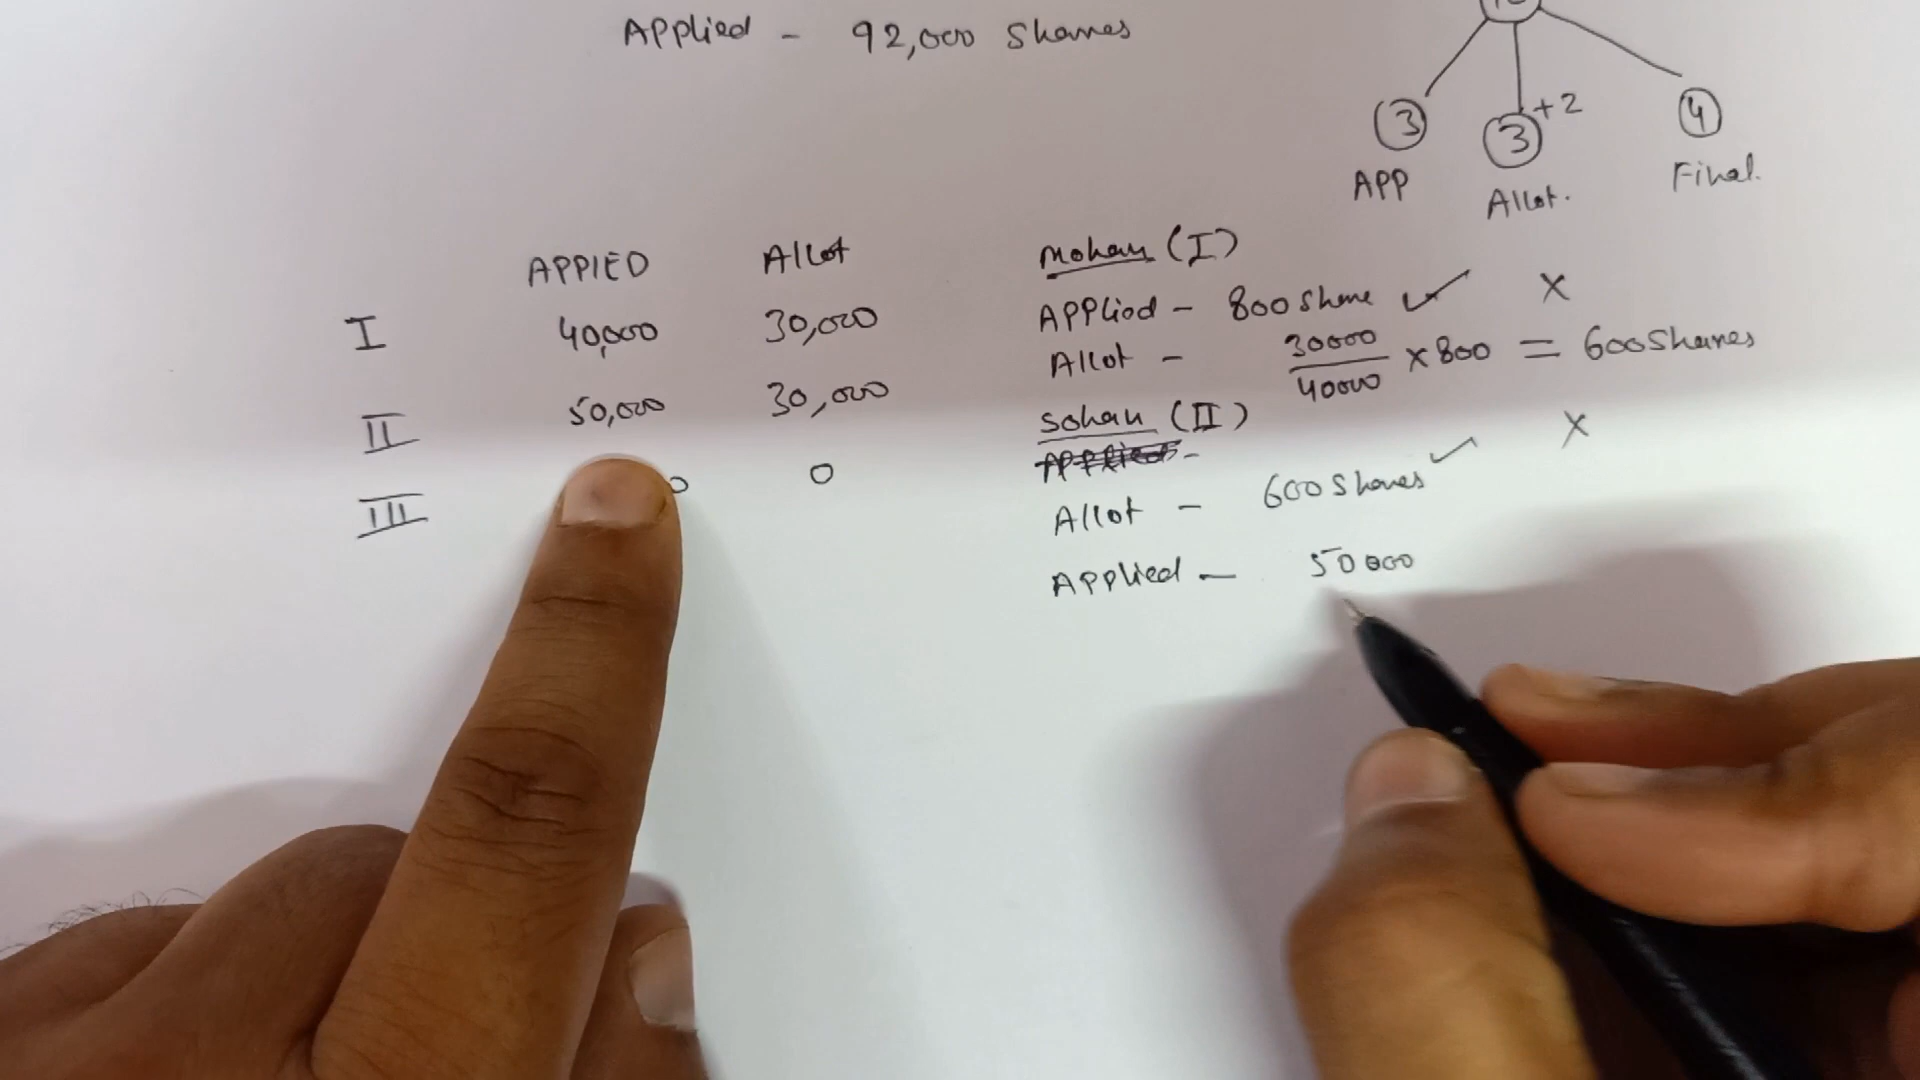 Applied - 92,000 Shares
3 3 +2 4
APP Allot. Final.
APPIED Allot
I 40,000 30,000
II 50,000 30,000
III 0 0
Mohan (I)
Applied - 800 Share ✓ X
Allot - 30000/40000 × 800 = 600 Shares
Sohan (II)
Allot - 600 Shares ✓ X
Applied - 50000